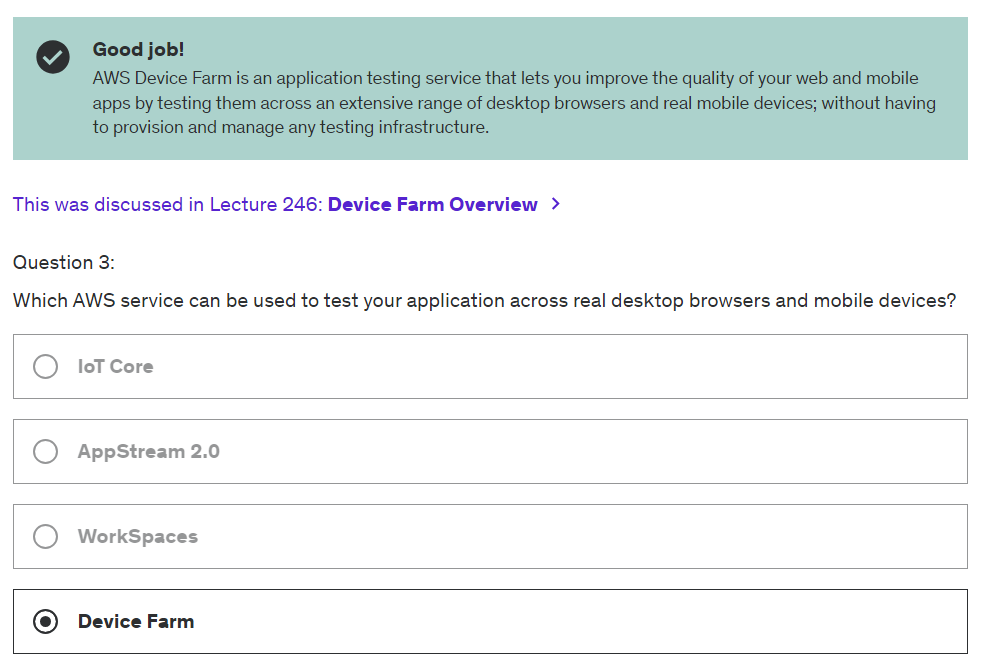 Good job!
AWS Device Farm is an application testing service that lets you improve the quality of your web and mobile
apps by testing them across an extensive range of desktop browsers and real mobile devices; without having
to provision and manage any testing infrastructure.
This was discussed in Lecture 246: Device Farm Overview >
Question 3:
Which AWS service can be used to test your application across real desktop browsers and mobile devices?
IoT Core
AppStream 2.0
WorkSpaces
Device Farm